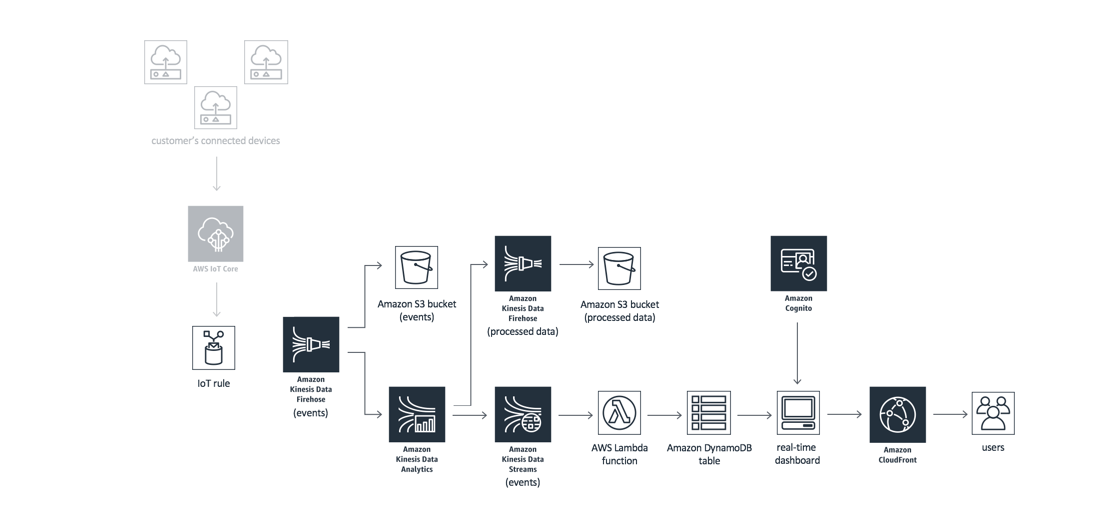 customer's connected devices
AWS IoT Core
IoT rule
Amazon
Kinesis Data
Firehose
(events)
Amazon S3 bucket
(events)
Amazon
Kinesis Data
Analytics
Amazon
Kinesis Data
Firehose
(processed data)
Amazon S3 bucket
(processed data)
Amazon
Kinesis Data
Streams
(events)
AWS Lambda
function
Amazon DynamoDB
table
Amazon
Cognito
real-time
dashboard
Amazon
CloudFront
users